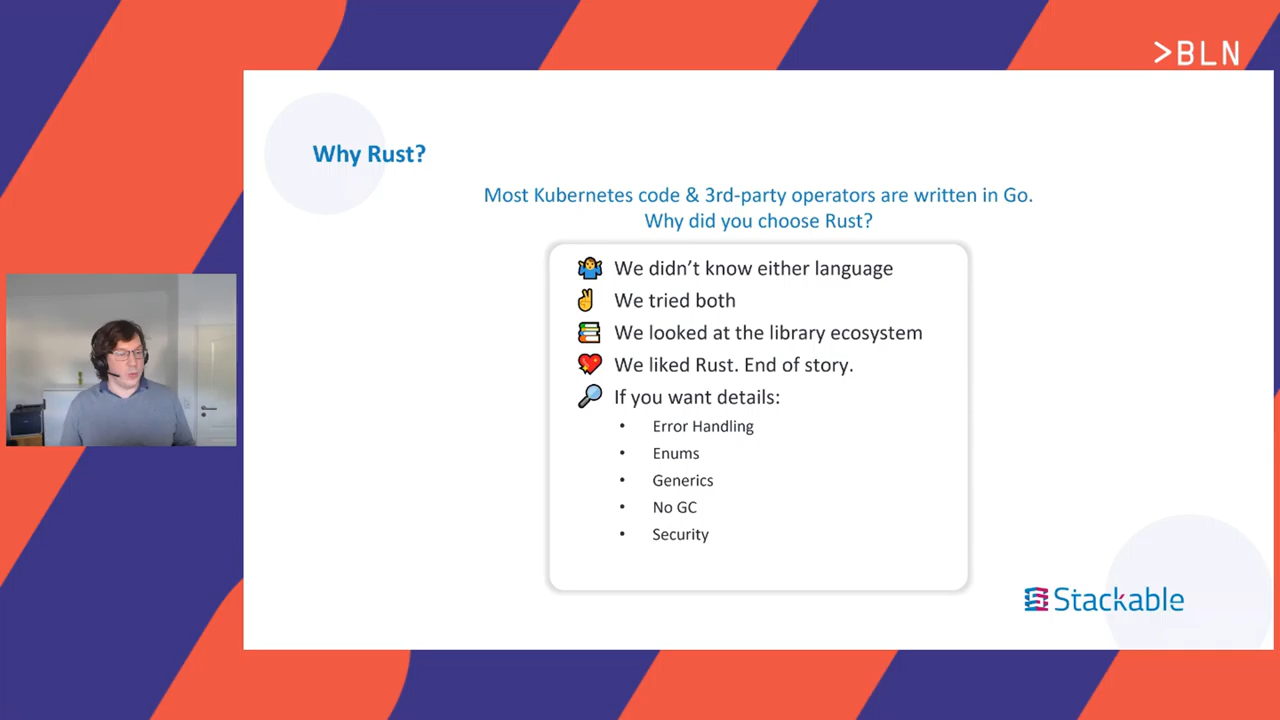 >BLN
Why Rust?
Most Kubernetes code & 3rd-party operators are written in Go.
Why did you choose Rust?
We didn’t know either language
We tried both
We looked at the library ecosystem
We liked Rust. End of story.
If you want details:
• Error Handling
• Enums
• Generics
• No GC
• Security
Stackable